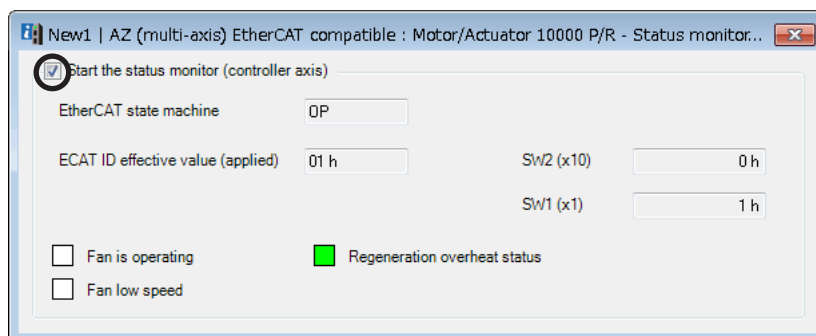 New1 | AZ (multi-axis) EtherCAT compatible : Motor/Actuator 10000 P/R - Status monitor...
Start the status monitor (controller axis)
EtherCAT state machine OP
ECAT ID effective value (applied) 01 h SW2 (x10) 0 h
SW1 (x1) 1 h
Fan is operating Regeneration overheat status
Fan low speed